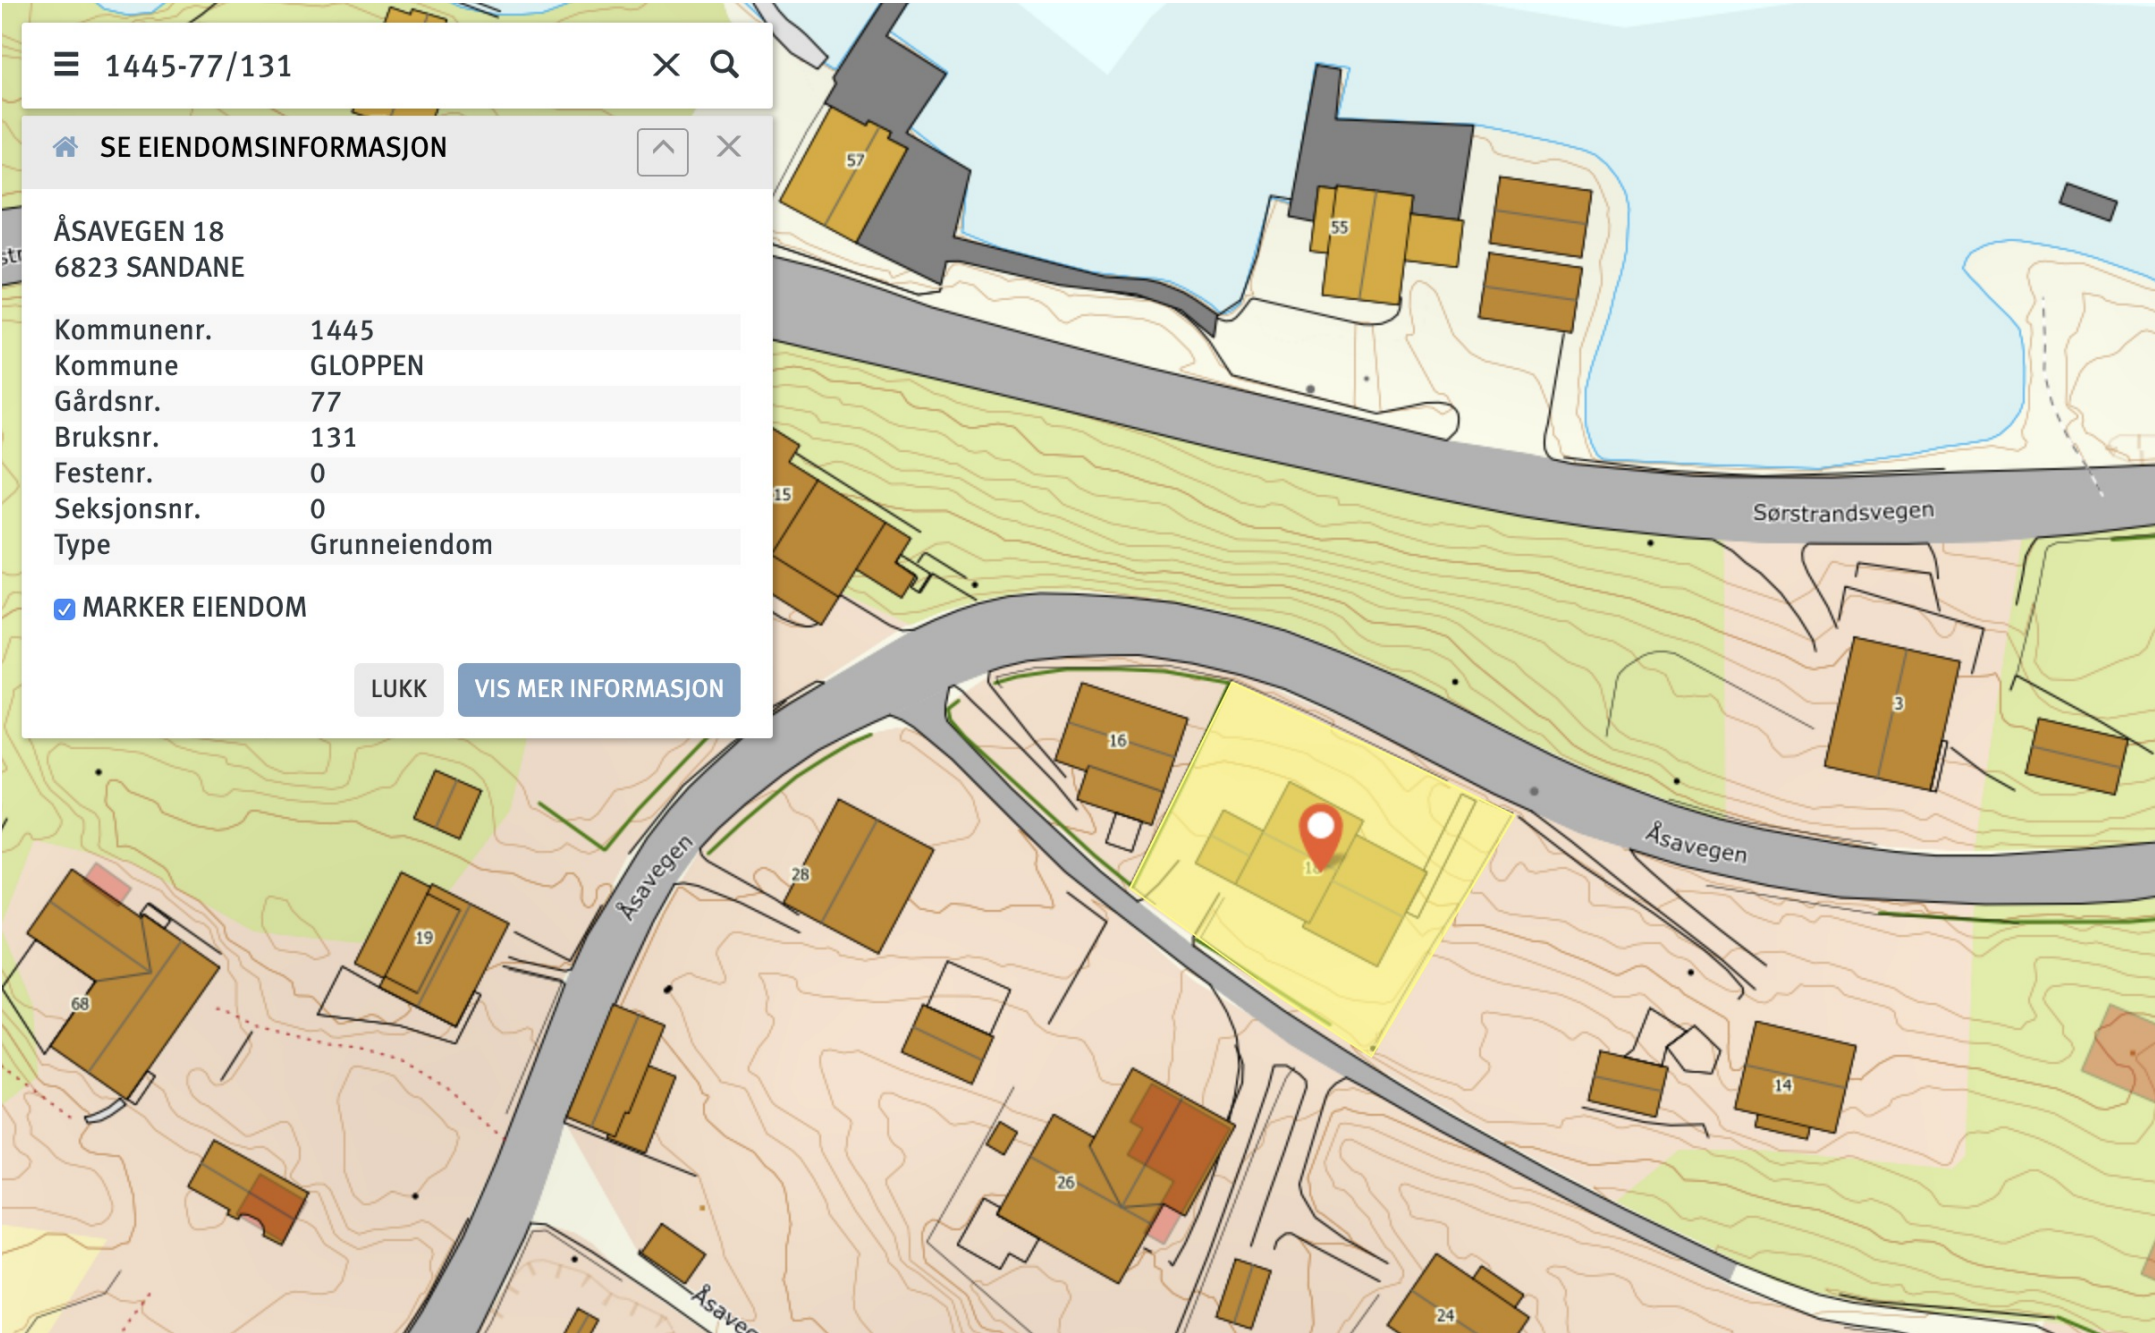 1445-77/131
SE EIENDOMSINFORMASJON
ÅSAVEGEN 18
6823 SANDANE
Kommunenr. 1445
Kommune GLOPPEN
Gårdsnr. 77
Bruksnr. 131
Festenr. 0
Seksjonsnr. 0
Type Grunneiendom
MARKER EIENDOM
LUKK
VIS MER INFORMASJON
57
55
15
Sørstrandsvegen
3
16
Åsavegen
28
Åsavegen
19
68
14
26
24